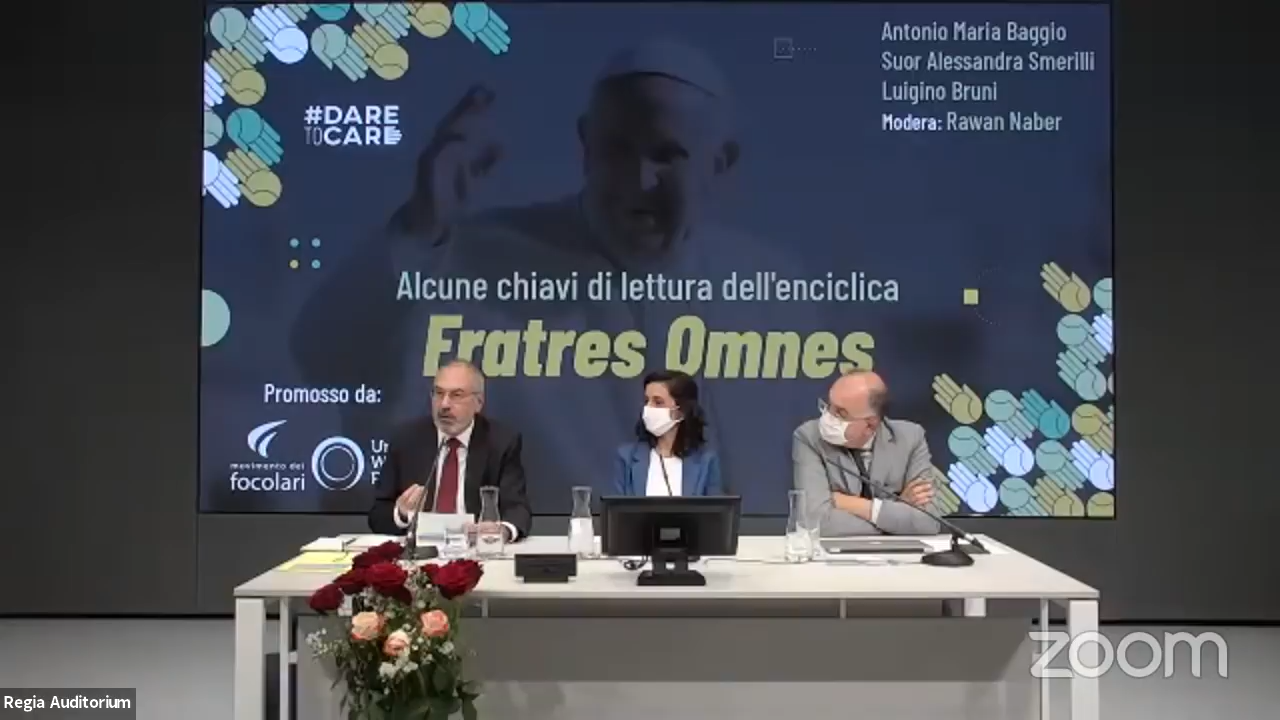 Antonio Maria Baggio
Suor Alessandra Smerilli
Luigino Bruni
Modera: Rawan Naber
#DARE
TO CARE
Alcune chiavi di lettura dell'enciclica
Fratres Omnes
Promosso da:
movimento dei
focolari
zoom
Regia Auditorium